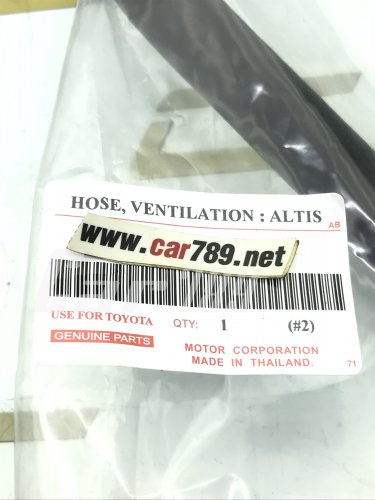 HOSE, VENTILATION : ALTIS
AB
www.car789.net
USE FOR TOYOTA
QTY: 1 (#2)
GENUINE PARTS
MOTOR CORPORATION
MADE IN THAILAND.
71